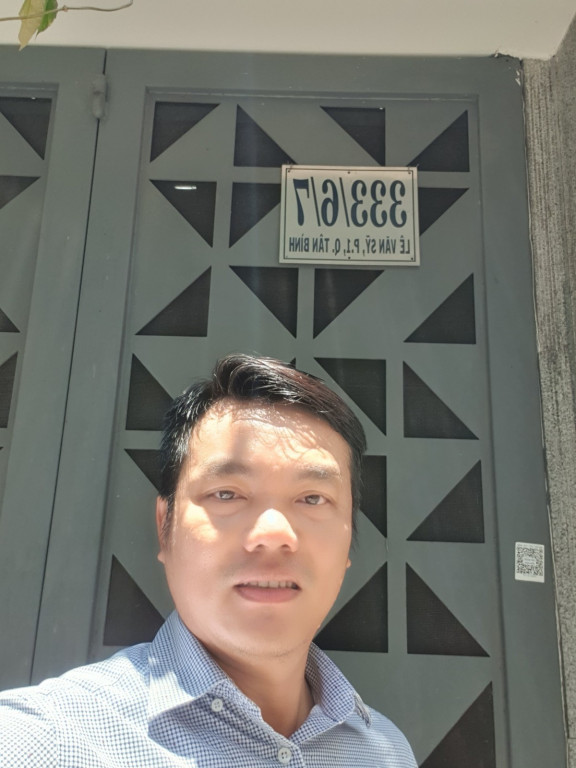 333/6/7
LÊ VĂN SỸ, P.1, Q. TÂN BÌNH